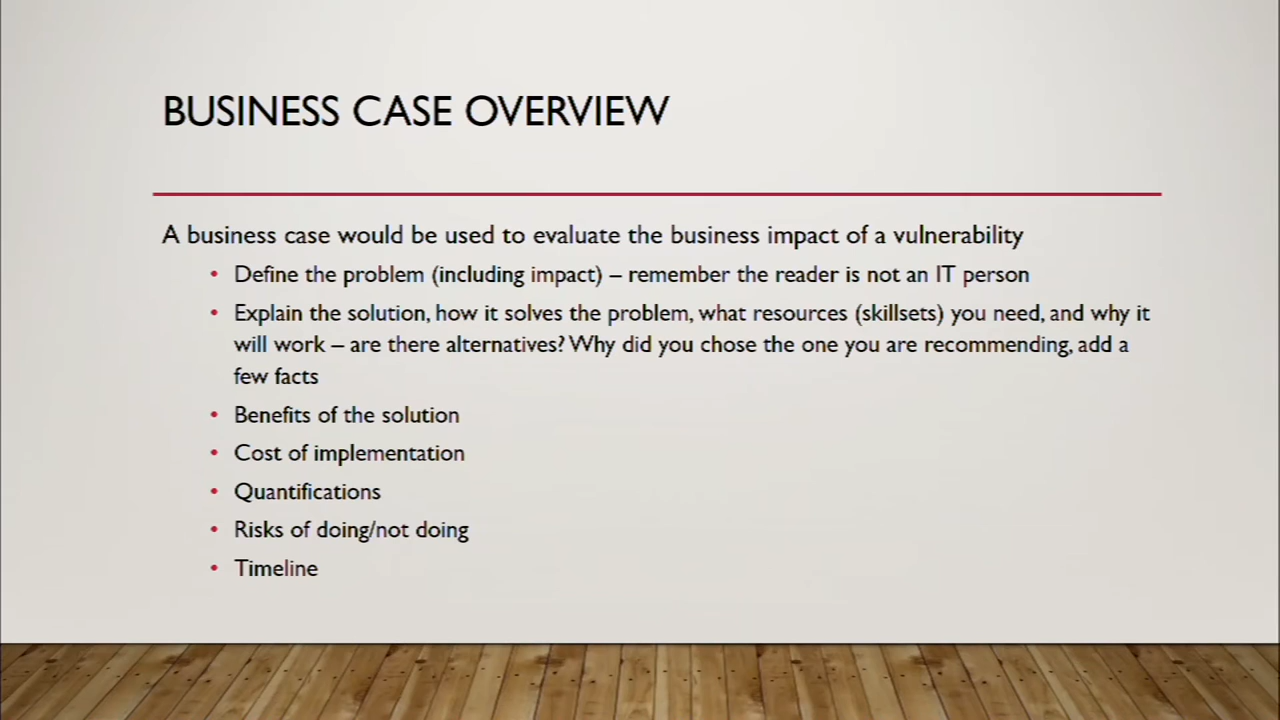 BUSINESS CASE OVERVIEW
A business case would be used to evaluate the business impact of a vulnerability
• Define the problem (including impact) – remember the reader is not an IT person
• Explain the solution, how it solves the problem, what resources (skillsets) you need, and why it
will work – are there alternatives? Why did you chose the one you are recommending, add a
few facts
• Benefits of the solution
• Cost of implementation
• Quantifications
• Risks of doing/not doing
• Timeline